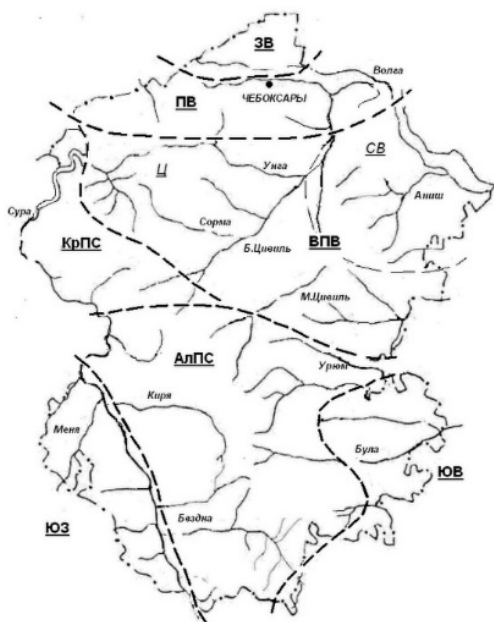 ЗВ
Волга
ПВ
ЧЕБОКСАРЫ
СВ
Ц
Унга
Аниш
Сура
Сорма
КрПС
Б.Цивиль
ВПВ
М.Цивиль
АлПС
Урюм
Киря
Меня
Була
ЮВ
ЮЗ
Бездна